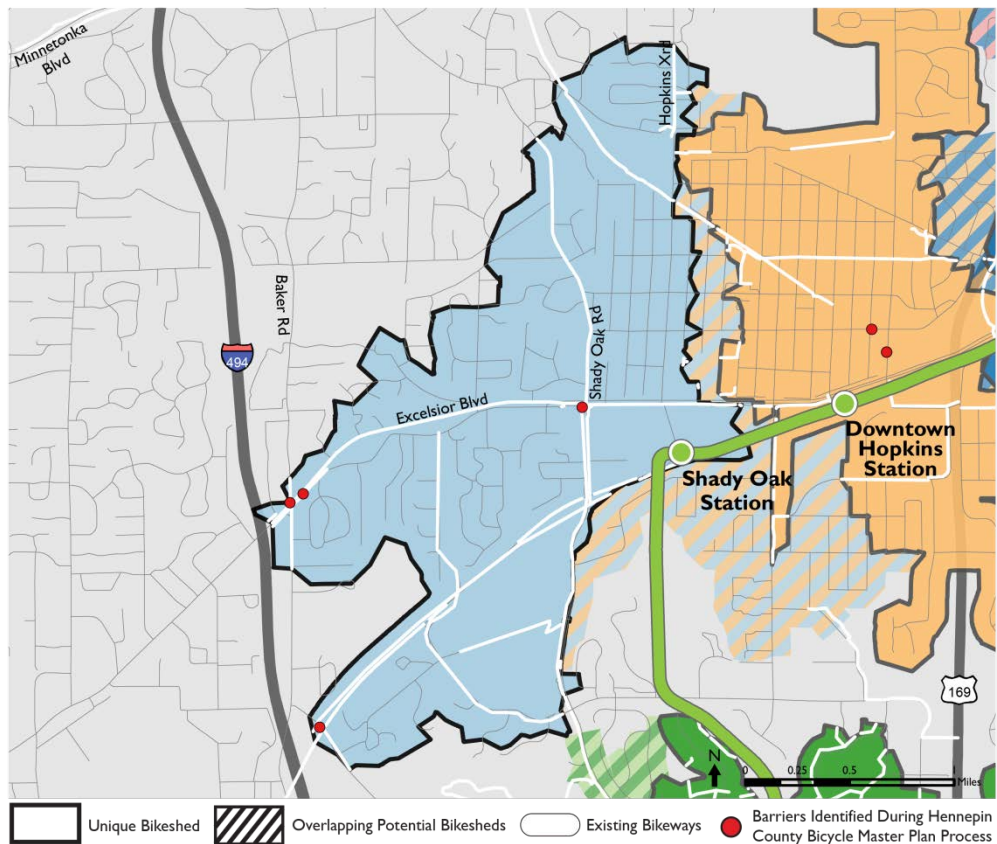 Minnetonka
Blvd
Hopkins Xrd
Baker Rd
494
Shady Oak Rd
Excelsior Blvd
Downtown
Hopkins
Station
Shady Oak
Station
169
N
0 0.25 0.5 1
Miles
Unique Bikeshed
Overlapping Potential Bikesheds
Existing Bikeways
Barriers Identified During Hennepin
County Bicycle Master Plan Process